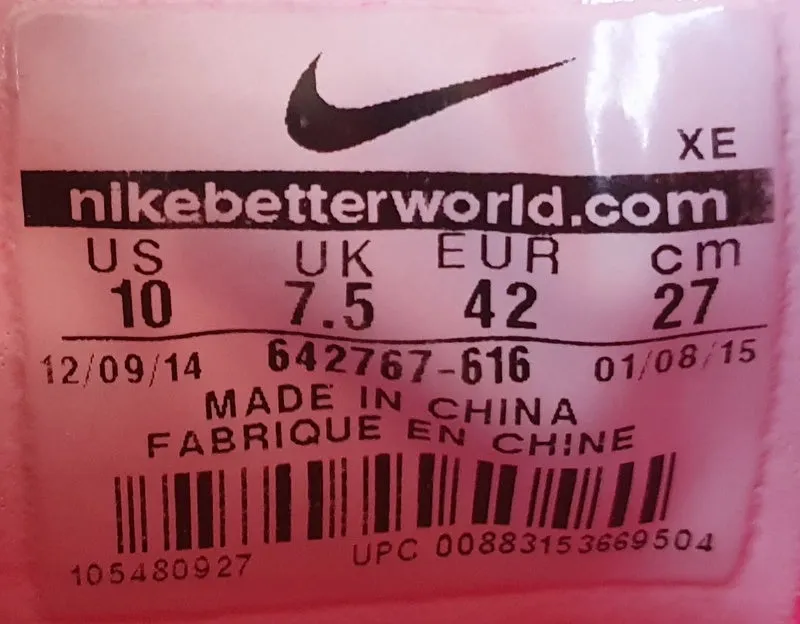 XE
nikebetterworld.com
US UK EUR cm
10 7.5 42 27
12/09/14 642767-616 01/08/15
MADE IN CHINA
FABRIQUE EN CHINE
105480927 UPC 00883153669504